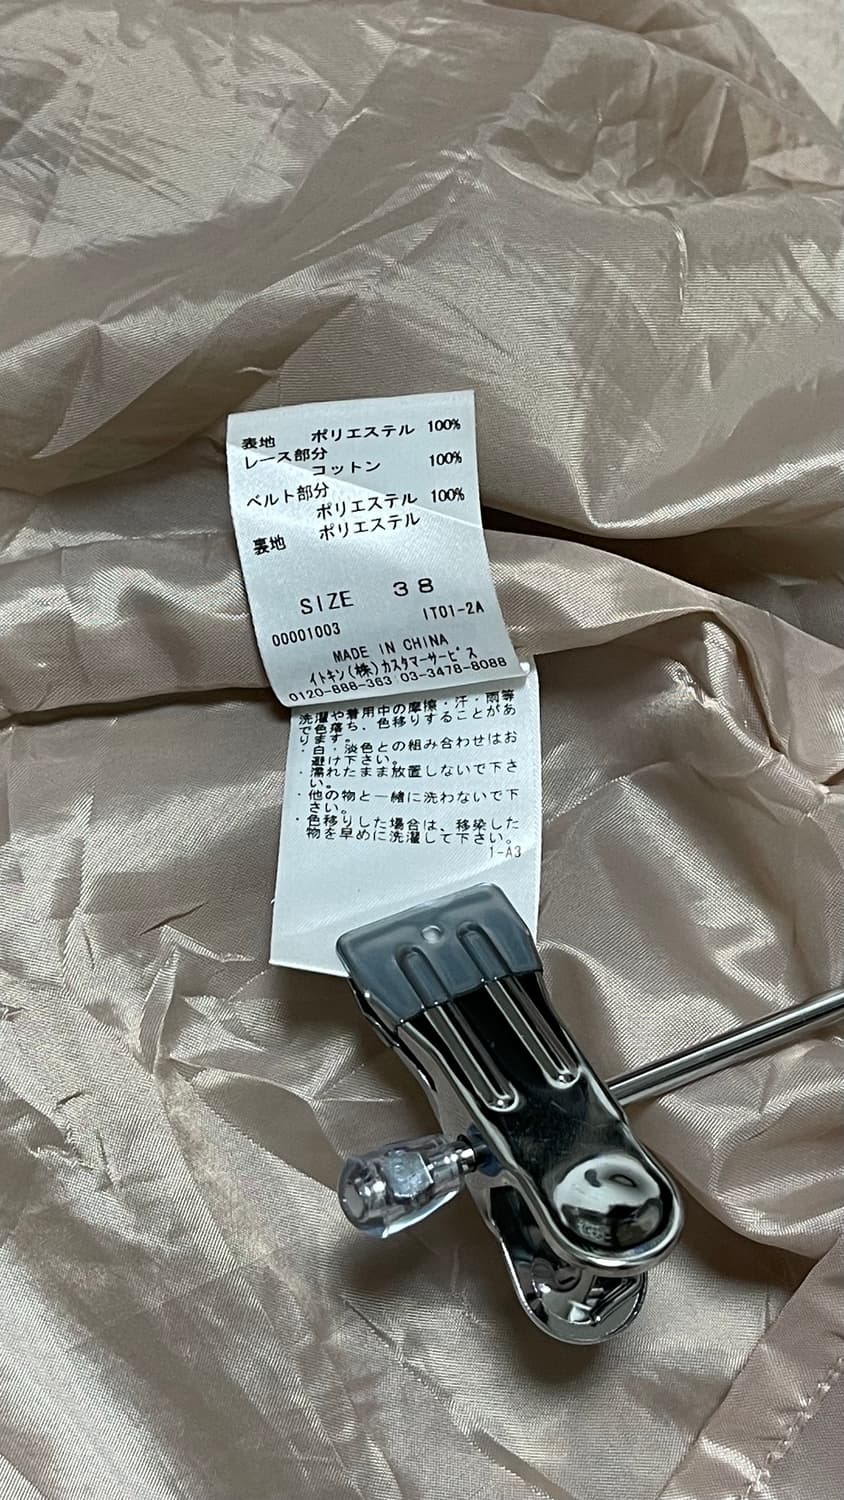 表地 ポリエステル 100%
レース部分
コットン 100%
ベルト部分
ポリエステル 100%
裏地 ポリエステル
SIZE 38
00001003 IT01-2A
MADE IN CHINA
イトキン(株)カスタマーサービス
0120-888-363 03-3478-8088
洗濯や着用中の摩擦・汗・雨等
で色落ち、色移りすることがあ
ります。
・白・淡色との組み合わせはお
避け下さい。
・濡れたまま放置しないで下さ
い。
・他の物と一緒に洗わないで下
さい。
・色移りした場合は、移染した
物を早めに洗濯して下さい。
1-A3